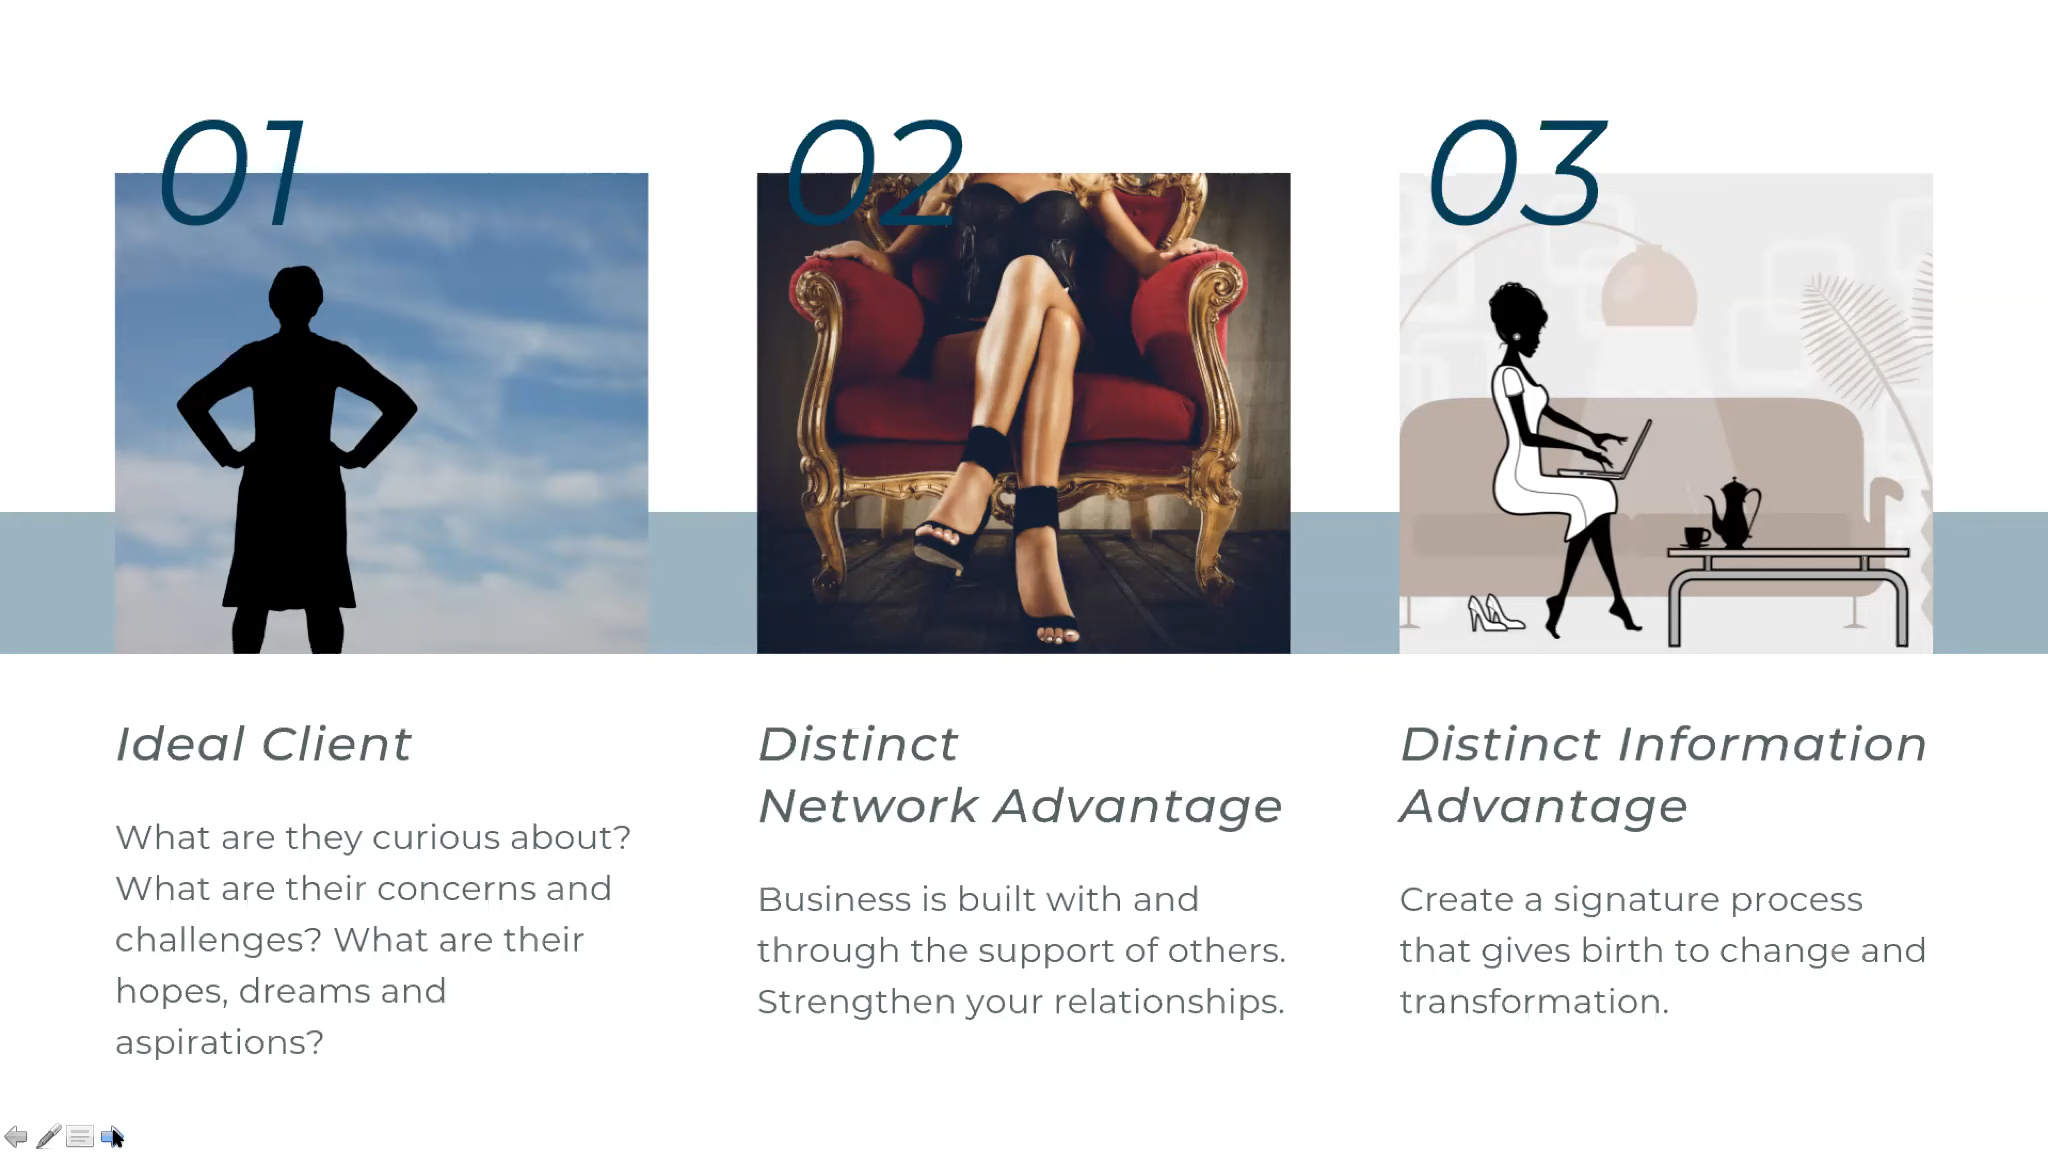 01
02
03
Ideal Client
What are they curious about?
What are their concerns and
challenges? What are their
hopes, dreams and
aspirations?
Distinct
Network Advantage
Business is built with and
through the support of others.
Strengthen your relationships.
Distinct Information
Advantage
Create a signature process
that gives birth to change and
transformation.